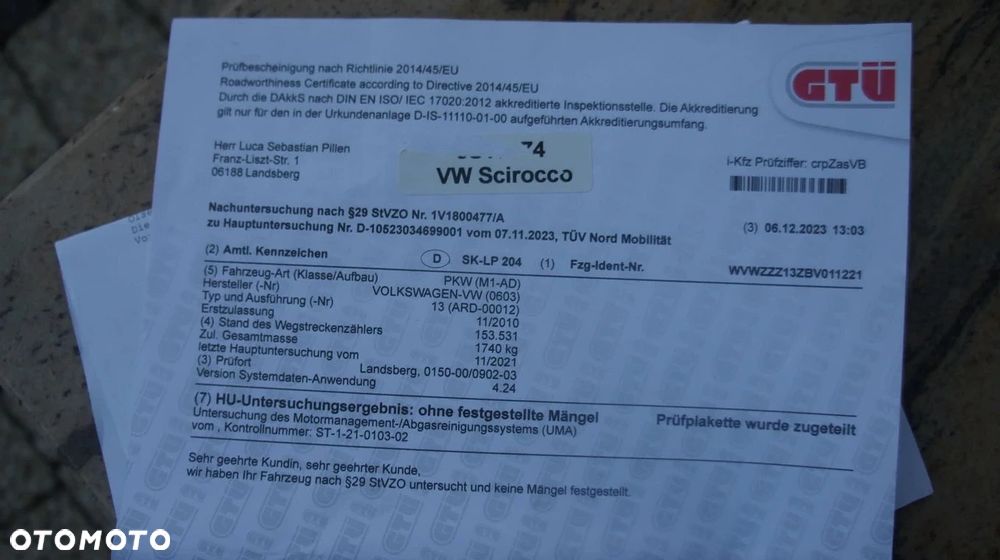 Prüfbescheinigung nach Richtlinie 2014/45/EU
Roadworthiness Certificate according to Directive 2014/45/EU
Durch die DAkkS nach DIN EN ISO/ IEC 17020:2012 akkreditierte Inspektionsstelle. Die Akkreditierung
gilt nur für den in der Urkundenanlage D-IS-11110-01-00 aufgeführten Akkreditierungsumfang.
GTÜ
Herr Luca Sebastian Pillen
Franz-Liszt-Str. 1
06188 Landsberg
74
VW Scirocco
i-Kfz Prüfziffer: crpZasVB
Nachuntersuchung nach §29 StVZO Nr. 1V1800477/A
zu Hauptuntersuchung Nr. D-10523034699001 vom 07.11.2023, TÜV Nord Mobilität
(3) 06.12.2023 13:03
(2) Amtl. Kennzeichen D SK-LP 204 (1) Fzg-Ident-Nr. WVWZZZ13ZBV011221
(5) Fahrzeug-Art (Klasse/Aufbau) PKW (M1-AD)
Hersteller (-Nr) VOLKSWAGEN-VW (0603)
Typ und Ausführung (-Nr) 13 (ARD-00012)
Erstzulassung 11/2010
(4) Stand des Wegstreckenzählers 153.531
Zul. Gesamtmasse 1740 kg
letzte Hauptuntersuchung vom 11/2021
(3) Prüfort Landsberg, 0150-00/0902-03
Version Systemdaten-Anwendung 4.24
(7) HU-Untersuchungsergebnis: ohne festgestellte Mängel Prüfplakette wurde zugeteilt
Untersuchung des Motormanagement-/Abgasreinigungssystems (UMA)
vom , Kontrollnummer: ST-1-21-0103-02
Sehr geehrte Kundin, sehr geehrter Kunde,
wir haben Ihr Fahrzeug nach §29 StVZO untersucht und keine Mängel festgestellt.
Die
OTOMOTO